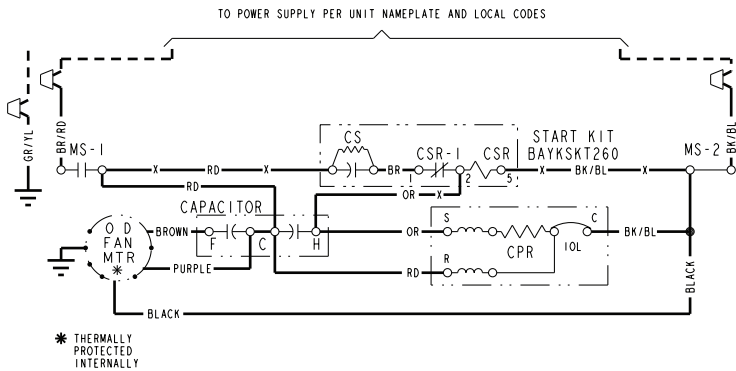 TO POWER SUPPLY PER UNIT NAMEPLATE AND LOCAL CODES
GR/YL
BR/RD
MS-1
X
RD
X
CS
BR
1
CSR-1
2
CSR
5
START KIT
BAYKSKT260
X
BK/BL
X
MS-2
BK/BL
RD
OR
X
CAPACITOR
F
C
H
O D
FAN
MTR
*
BROWN
PURPLE
OR
RD
S
R
CPR
IOL
C
BK/BL
BLACK
BLACK
* THERMALLY
PROTECTED
INTERNALLY